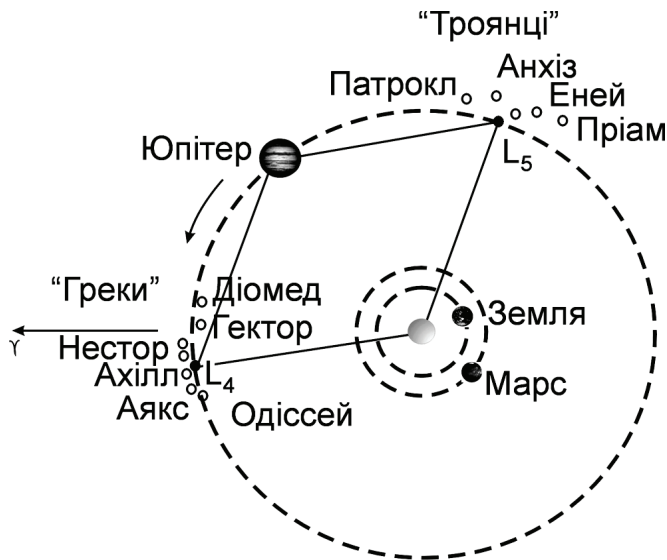 “Троянці”
Анхіз
Патрокл
Еней
Пріам
Юпітер
L5
“Греки”
Діомед
Гектор
Земля
γ
Нестор
Ахілл
L4
Марс
Аякс
Одіссей